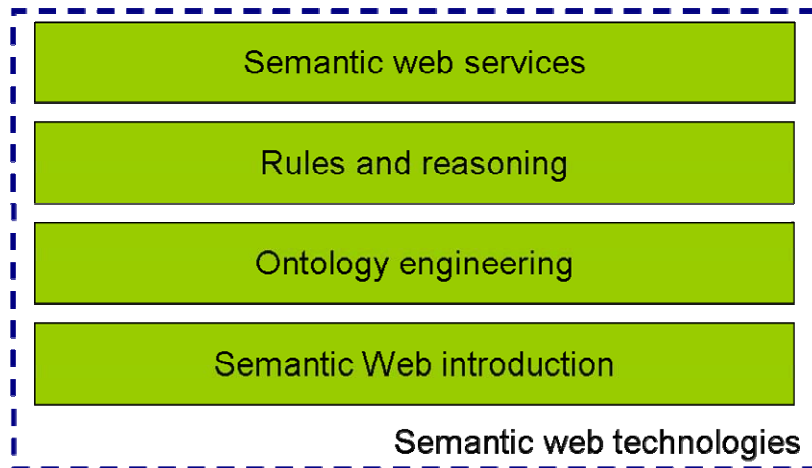 Semantic web services
Rules and reasoning
Ontology engineering
Semantic Web introduction
Semantic web technologies